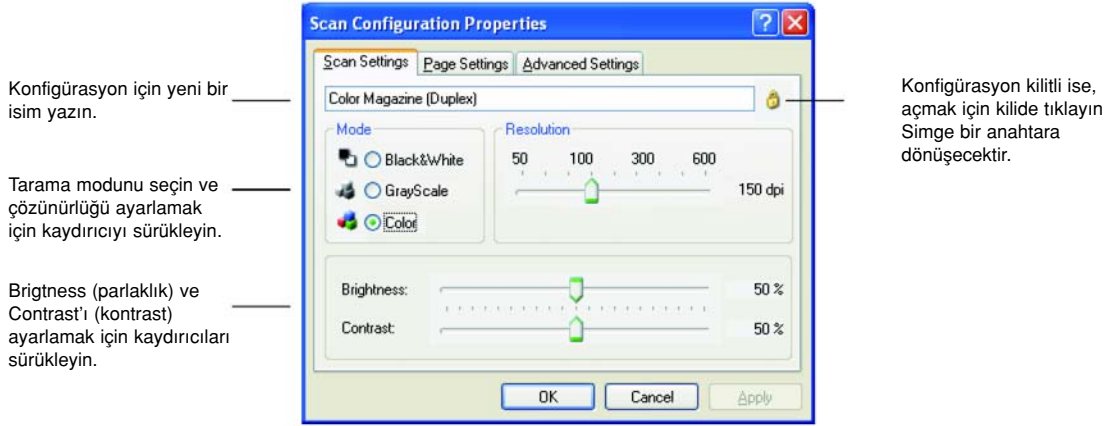 Konfigürasyon için yeni bir
isim yazın.
Tarama modunu seçin ve
çözünürlüğü ayarlamak
için kaydırıcıyı sürükleyin.
Brigtness (parlaklık) ve
Contrast'ı (kontrast)
ayarlamak için kaydırıcıları
sürükleyin.
Scan Configuration Properties
Scan Settings Page Settings Advanced Settings
Color Magazine (Duplex)
Mode
Black&White
GrayScale
Color
Resolution
50 100 300 600
150 dpi
Brightness: 50 %
Contrast: 50 %
OK Cancel Apply
Konfigürasyon kilitli ise,
açmak için kilide tıklayın
Simge bir anahtara
dönüşecektir.